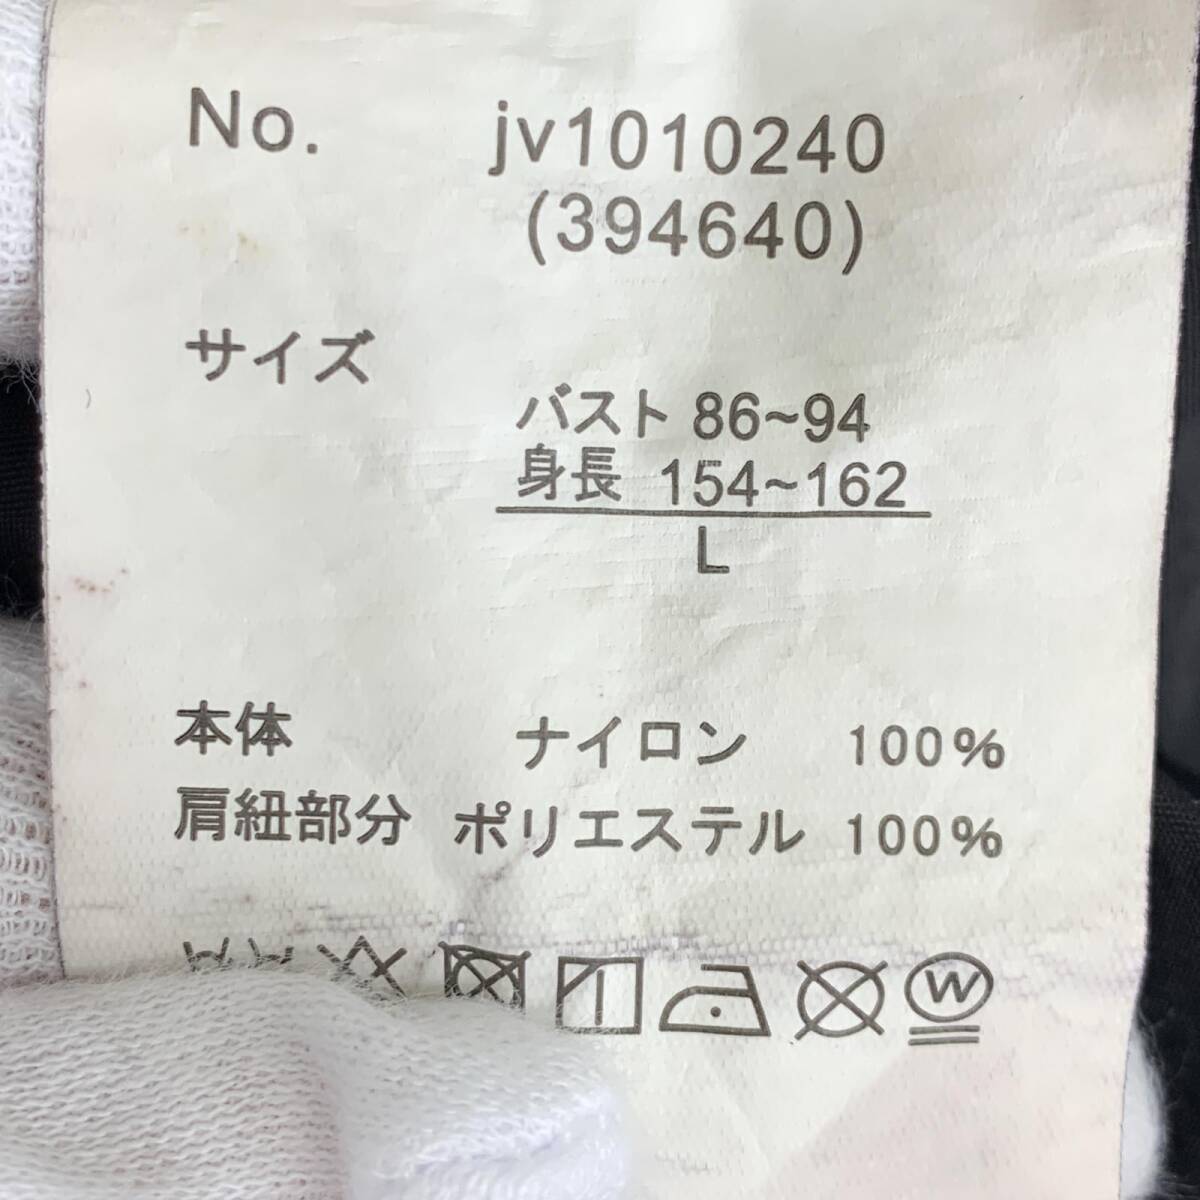 No. jv1010240
(394640)
サイズ
バスト 86~94
身長 154~162
L
本体 ナイロン 100%
肩紐部分 ポリエステル 100%
W